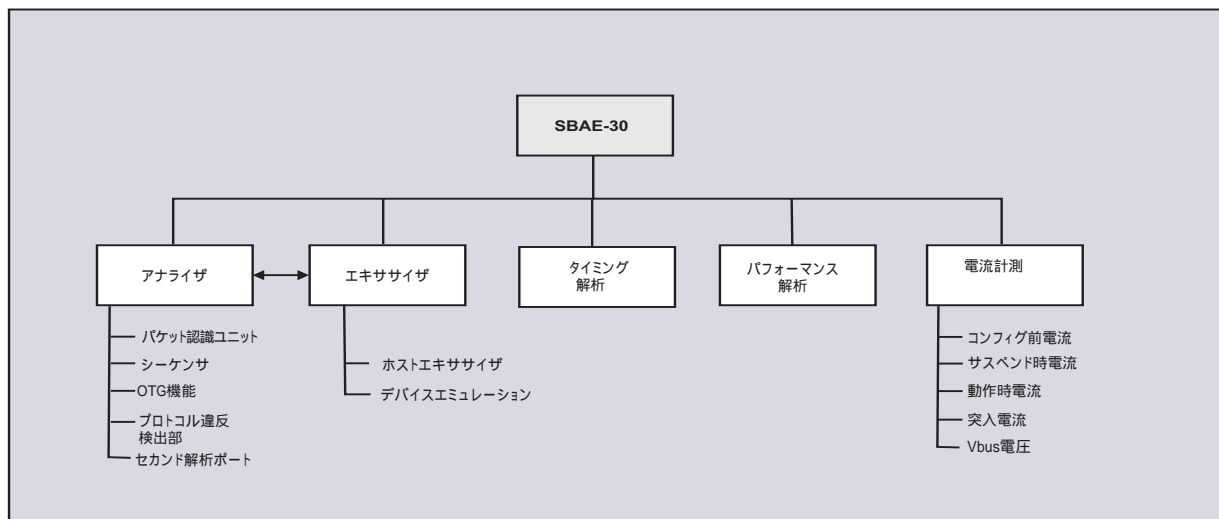 SBAE-30
アナライザ
エキササイザ
タイミング
解析
パフォーマンス
解析
電流計測
パケット認識ユニット
シーケンサ
OTG機能
プロトコル違反
検出部
セカンド解析ポート
ホストエキササイザ
デバイスエミュレーション
コンフィグ前電流
サスペンド時電流
動作時電流
突入電流
Vbus電圧